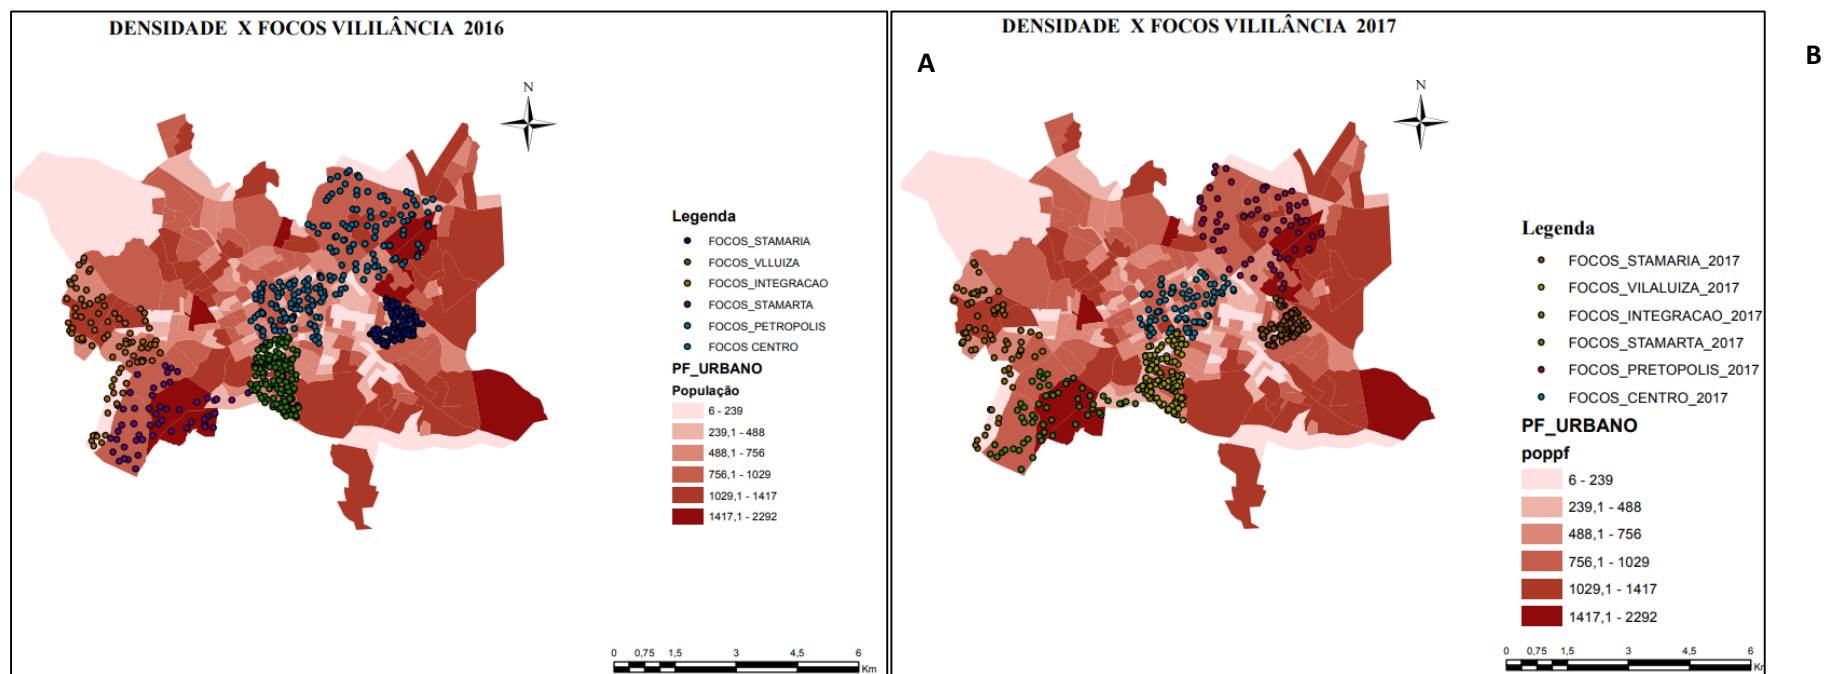 DENSIDADE X FOCOS VILILÂNCIA 2016
N
Legenda
FOCOS_STAMARIA
FOCOS_VLLUIZA
FOCOS_INTEGRACAO
FOCOS_STAMARTA
FOCOS_PETROPOLIS
FOCOS CENTRO
PF_URBANO
População
6 - 239
239,1 - 488
488,1 - 756
756,1 - 1029
1029,1 - 1417
1417,1 - 2292
0 0,75 1,5 3 4,5 6
Km
A
DENSIDADE X FOCOS VILILÂNCIA 2017
N
Legenda
FOCOS_STAMARIA_2017
FOCOS_VILALUIZA_2017
FOCOS_INTEGRACAO_2017
FOCOS_STAMARTA_2017
FOCOS_PRETOPOLIS_2017
FOCOS_CENTRO_2017
PF_URBANO
poppf
6 - 239
239,1 - 488
488,1 - 756
756,1 - 1029
1029,1 - 1417
1417,1 - 2292
0 0,75 1,5 3 4,5 6
B